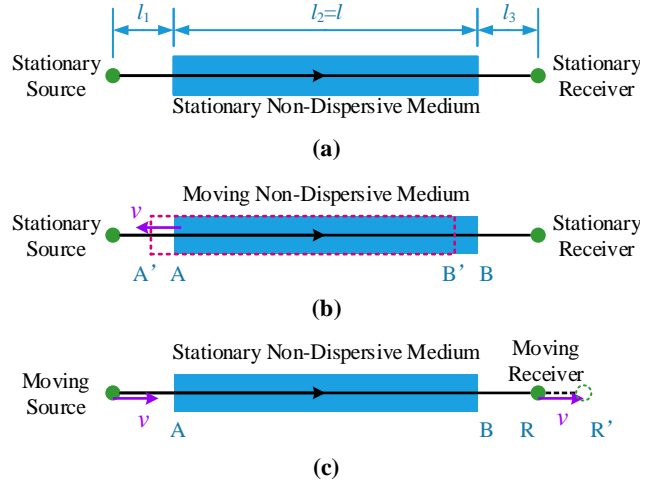 l₁ l₂=l l₃
Stationary Source
Stationary Receiver
Stationary Non-Dispersive Medium
(a)
Moving Non-Dispersive Medium
v
Stationary Source
Stationary Receiver
A’ A B’ B
(b)
Stationary Non-Dispersive Medium
Moving Receiver
Moving Source
v v
A B R R’
(c)